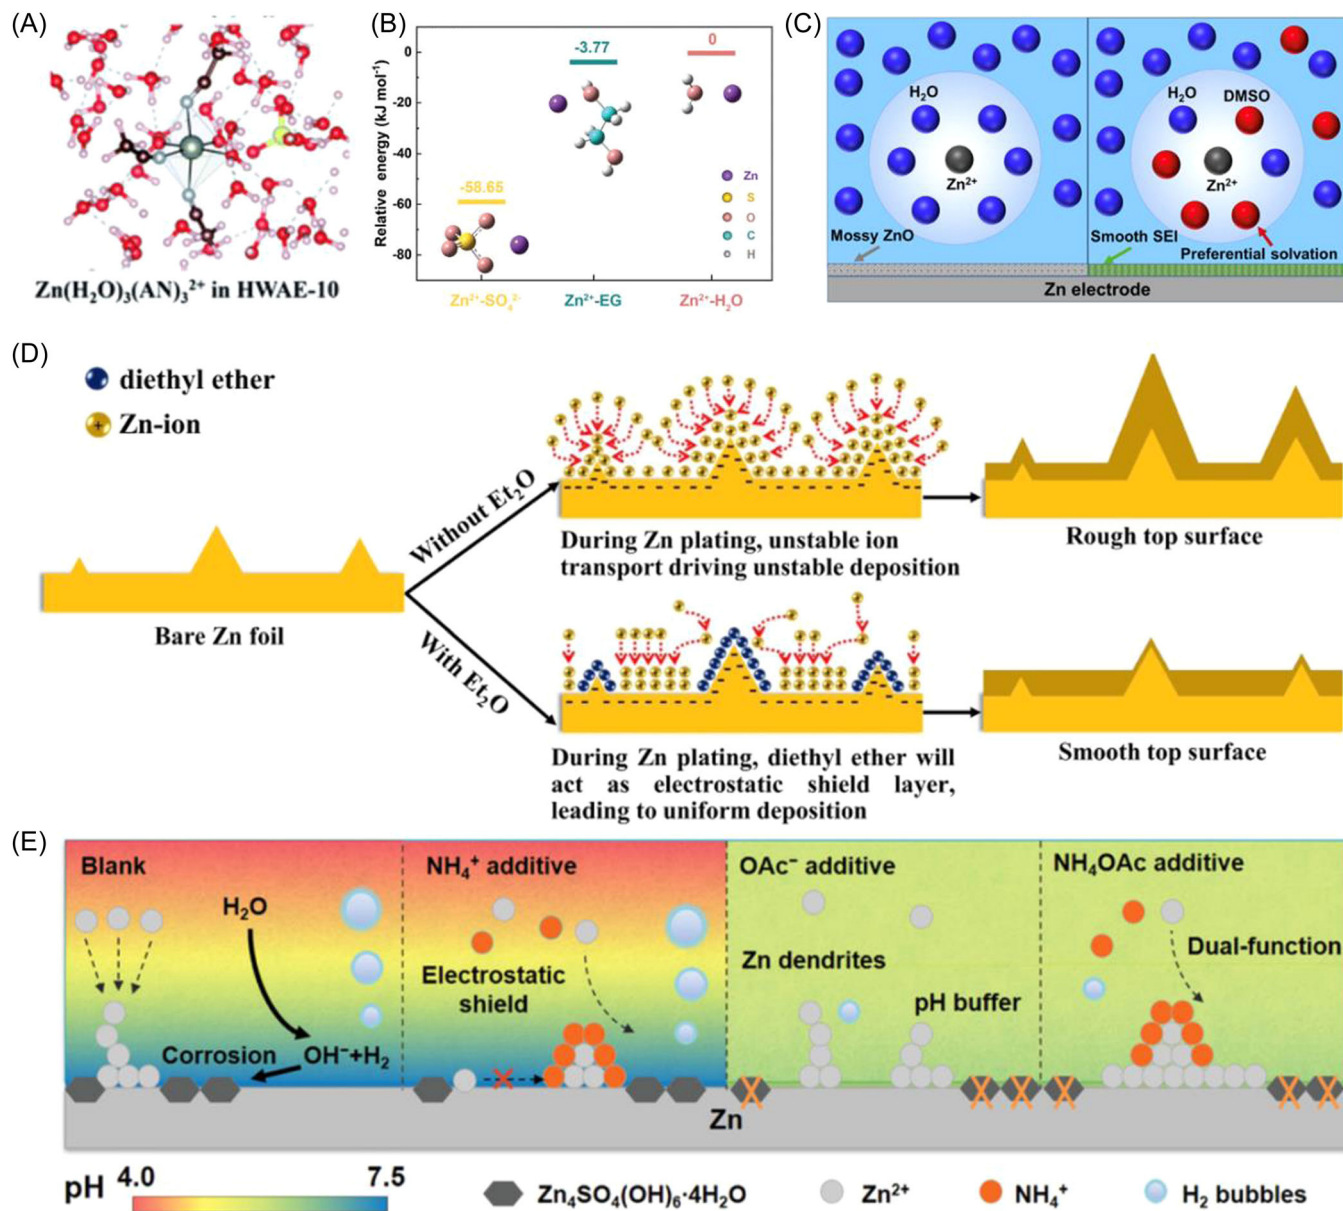 (A)
Zn(H₂O)₃(AN)₃²⁺ in HWAE-10
(B)
Relative energy (kJ mol⁻¹)
0
-20
-40
-60
-80
-58.65
-3.77
0
Zn
S
O
C
H
Zn²⁺-SO₄²⁻
Zn²⁺-EG
Zn²⁺-H₂O
(C)
H₂O
Zn²⁺
Mossy ZnO
H₂O
DMSO
Zn²⁺
Smooth SEI
Preferential solvation
Zn electrode
(D)
diethyl ether
+ Zn-ion
Bare Zn foil
Without Et₂O
With Et₂O
During Zn plating, unstable ion
transport driving unstable deposition
Rough top surface
During Zn plating, diethyl ether will
act as electrostatic shield layer,
leading to uniform deposition
Smooth top surface
(E)
Blank
H₂O
Corrosion
OH⁻+H₂
NH₄⁺ additive
Electrostatic
shield
OAc⁻ additive
Zn dendrites
pH buffer
NH₄OAc additive
Dual-function
Zn
pH
4.0
7.5
Zn₄SO₄(OH)₆·4H₂O
Zn²⁺
NH₄⁺
H₂ bubbles